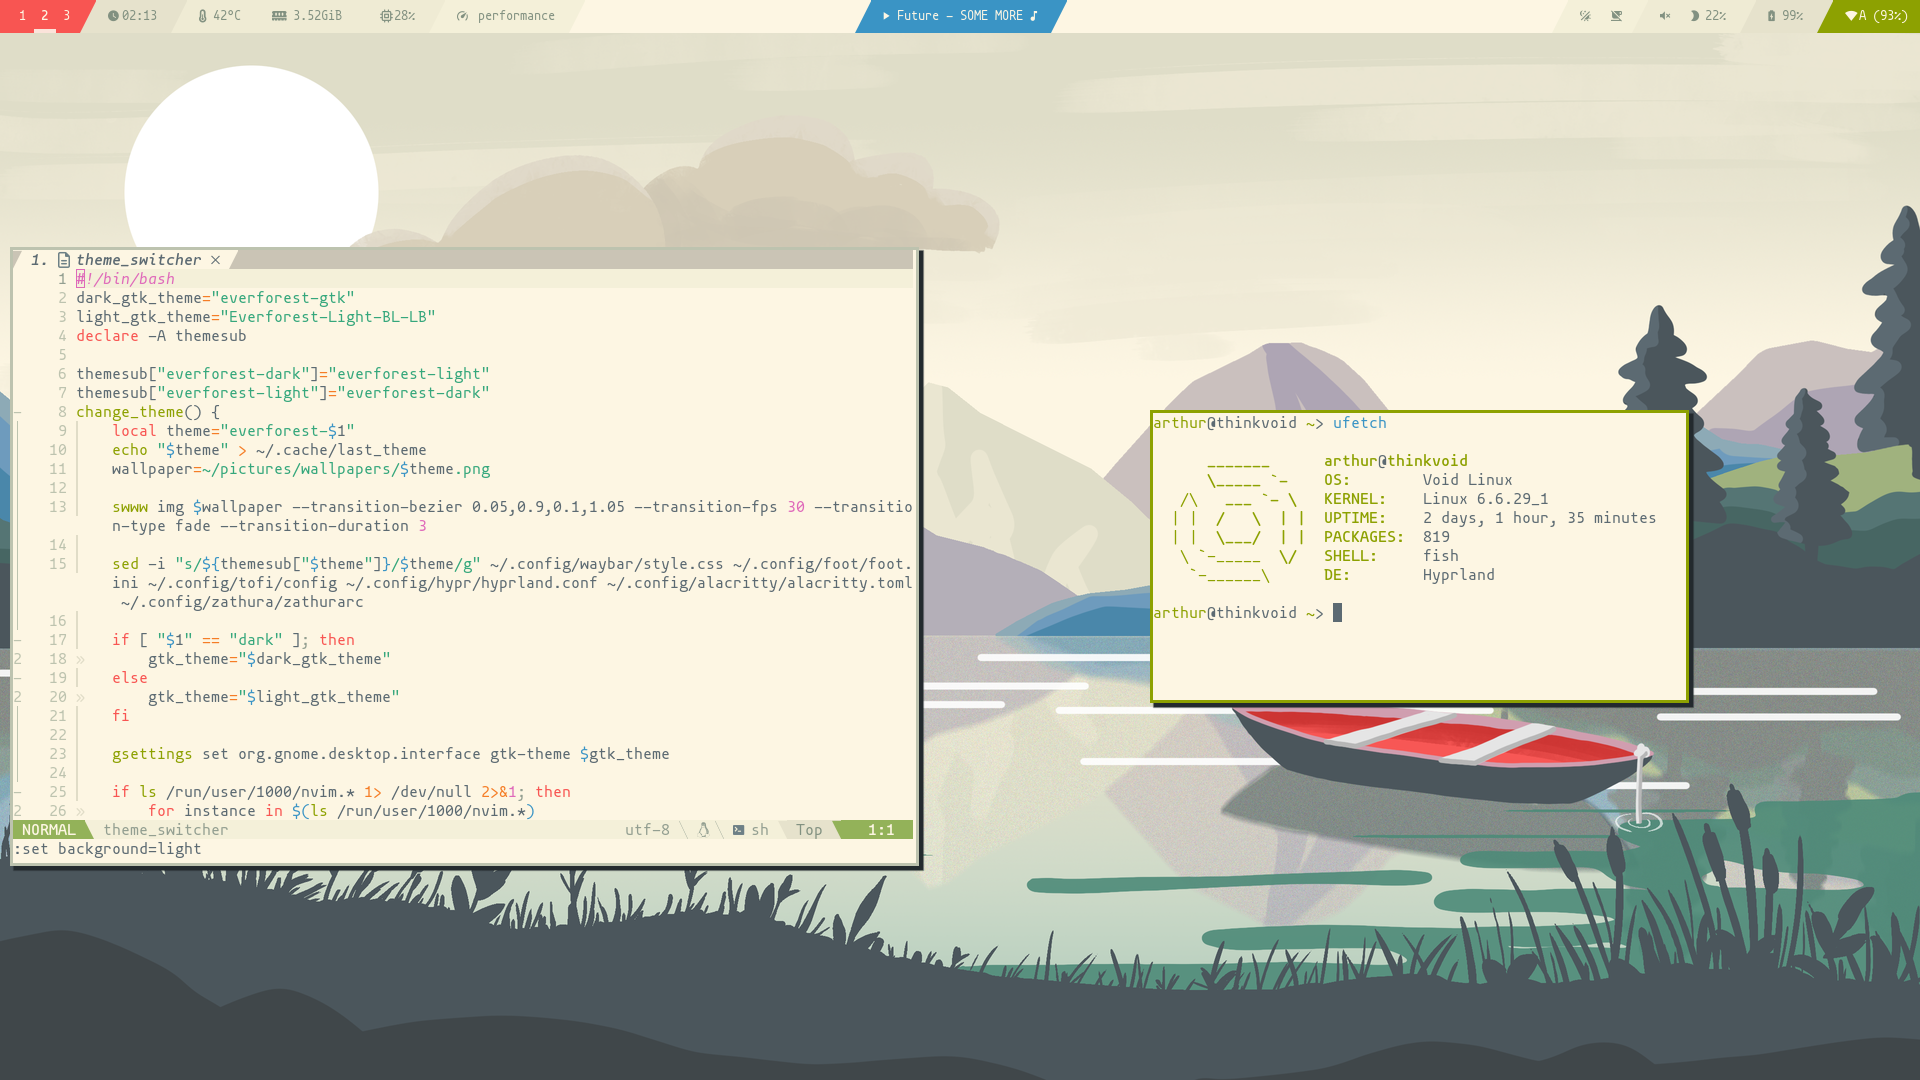 1 2 3 02:13 42°C 3.52GiB 28% performance Future – SOME MORE 22% 99% A (93%)
1. theme_switcher ×
1 #!/bin/bash
2 dark_gtk_theme="everforest-gtk"
3 light_gtk_theme="Everforest-Light-BL-LB"
4 declare -A themesub
5
6 themesub["everforest-dark"]="everforest-light"
7 themesub["everforest-light"]="everforest-dark"
– 8 change_theme() {
9 local theme="everforest-$1"
10 echo "$theme" > ~/.cache/last_theme
11 wallpaper=~/pictures/wallpapers/$theme.png
12
13 swww img $wallpaper --transition-bezier 0.05,0.9,0.1,1.05 --transition-fps 30 --transitio
n-type fade --transition-duration 3
14
15 sed -i "s/${themesub["$theme"]}/$theme/g" ~/.config/waybar/style.css ~/.config/foot/foot.
ini ~/.config/tofi/config ~/.config/hypr/hyprland.conf ~/.config/alacritty/alacritty.toml
~/.config/zathura/zathurarc
16
– 17 if [ "$1" == "dark" ]; then
2 18 » gtk_theme="$dark_gtk_theme"
– 19 else
2 20 » gtk_theme="$light_gtk_theme"
21 fi
22
23 gsettings set org.gnome.desktop.interface gtk-theme $gtk_theme
24
– 25 if ls /run/user/1000/nvim.* 1> /dev/null 2>&1; then
2 26 » for instance in $(ls /run/user/1000/nvim.*)
NORMAL theme_switcher utf-8 sh Top 1:1
:set background=light
arthur@thinkvoid ~> ufetch
arthur@thinkvoid
OS: Void Linux
KERNEL: Linux 6.6.29_1
UPTIME: 2 days, 1 hour, 35 minutes
PACKAGES: 819
SHELL: fish
DE: Hyprland
arthur@thinkvoid ~>